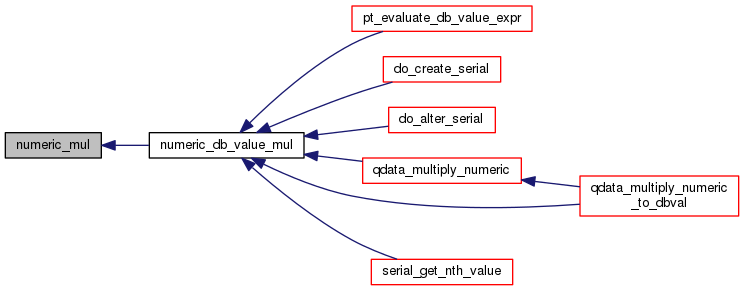 pt_evaluate_db_value_expr
do_create_serial
do_alter_serial
numeric_mul
numeric_db_value_mul
qdata_multiply_numeric
qdata_multiply_numeric
_to_dbval
serial_get_nth_value